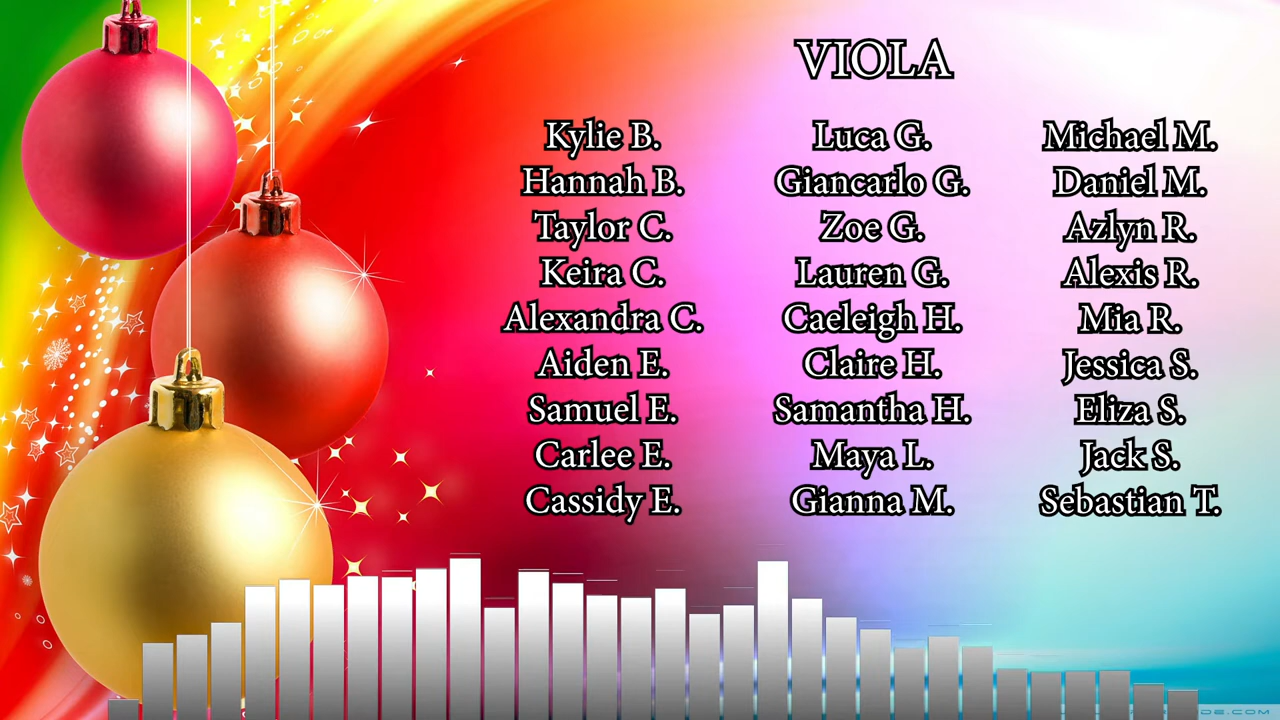 VIOLA
Kylie B.
Hannah B.
Taylor C.
Keira C.
Alexandra C.
Aiden E.
Samuel E.
Carlee E.
Cassidy E.
Luca G.
Giancarlo G.
Zoe G.
Lauren G.
Caeleigh H.
Claire H.
Samantha H.
Maya L.
Gianna M.
Michael M.
Daniel M.
Azlyn R.
Alexis R.
Mia R.
Jessica S.
Eliza S.
Jack S.
Sebastian T.